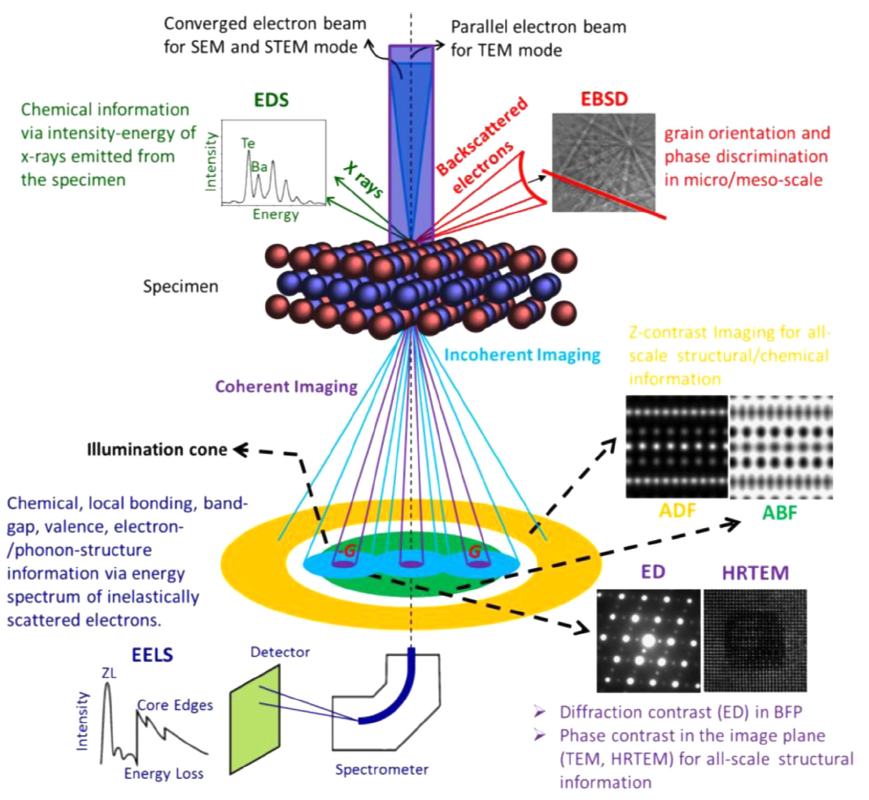 Converged electron beam
for SEM and STEM mode
Parallel electron beam
for TEM mode
EDS
Chemical information
via intensity-energy of
x-rays emitted from
the specimen
Intensity
Te
Ba
Energy
X rays
Backscattered
electrons
EBSD
grain orientation and
phase discrimination
in micro/meso-scale
Specimen
Coherent Imaging
Incoherent Imaging
Z-contrast Imaging for all-
scale structural/chemical
information
ADF
ABF
Illumination cone
-G
G
Chemical, local bonding, band-
gap, valence, electron-
/phonon-structure
information via energy
spectrum of inelastically
scattered electrons.
ED
HRTEM
EELS
ZL
Core Edges
Intensity
Energy Loss
Detector
Spectrometer
➢ Diffraction contrast (ED) in BFP
➢ Phase contrast in the image plane
(TEM, HRTEM) for all-scale structural
information